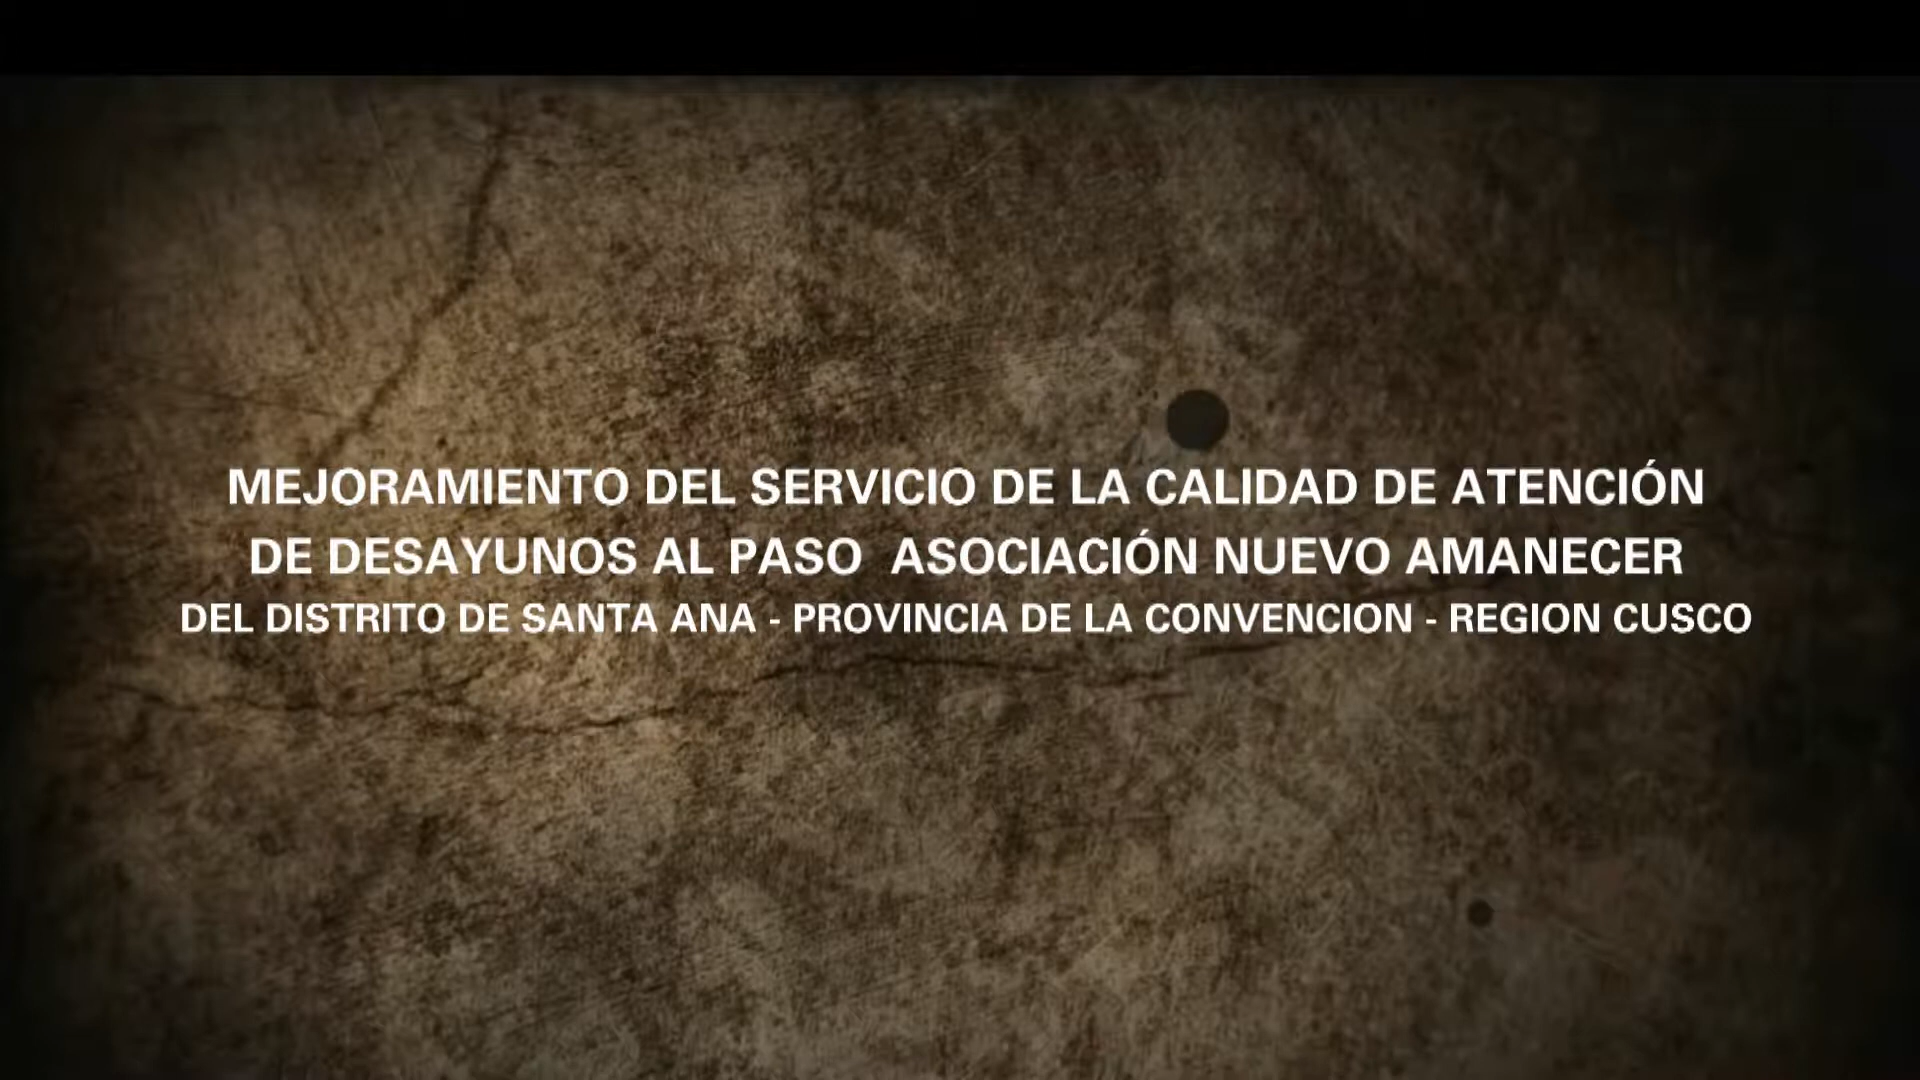 MEJORAMIENTO DEL SERVICIO DE LA CALIDAD DE ATENCIÓN
DE DESAYUNOS AL PASO ASOCIACIÓN NUEVO AMANECER
DEL DISTRITO DE SANTA ANA - PROVINCIA DE LA CONVENCION - REGION CUSCO